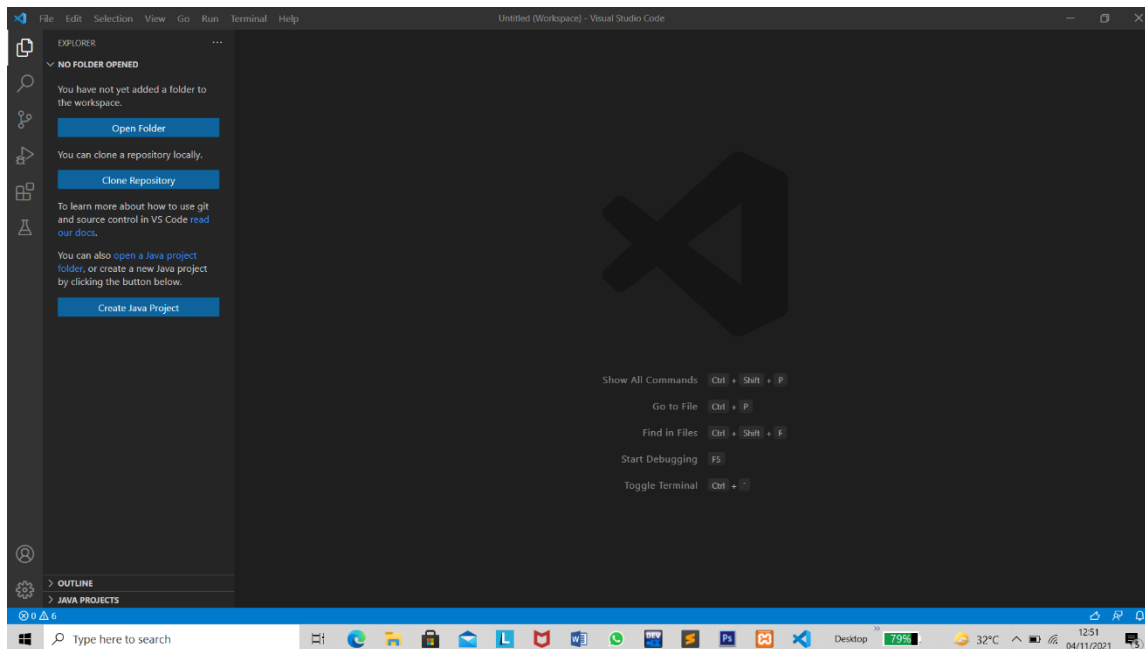 File Edit Selection View Go Run Terminal Help
Untitled (Workspace) - Visual Studio Code
EXPLORER
NO FOLDER OPENED
You have not yet added a folder to
the workspace.
Open Folder
You can clone a repository locally.
Clone Repository
To learn more about how to use git
and source control in VS Code read
our docs.
You can also open a Java project
folder, or create a new Java project
by clicking the button below.
Create Java Project
Show All Commands Ctrl + Shift + P
Go to File Ctrl + P
Find in Files Ctrl + Shift + F
Start Debugging F5
Toggle Terminal Ctrl + `
OUTLINE
JAVA PROJECTS
0 6
Type here to search
L
W
DEV
S
Ps
Desktop
79%
32°C
12:51
04/11/2021
5